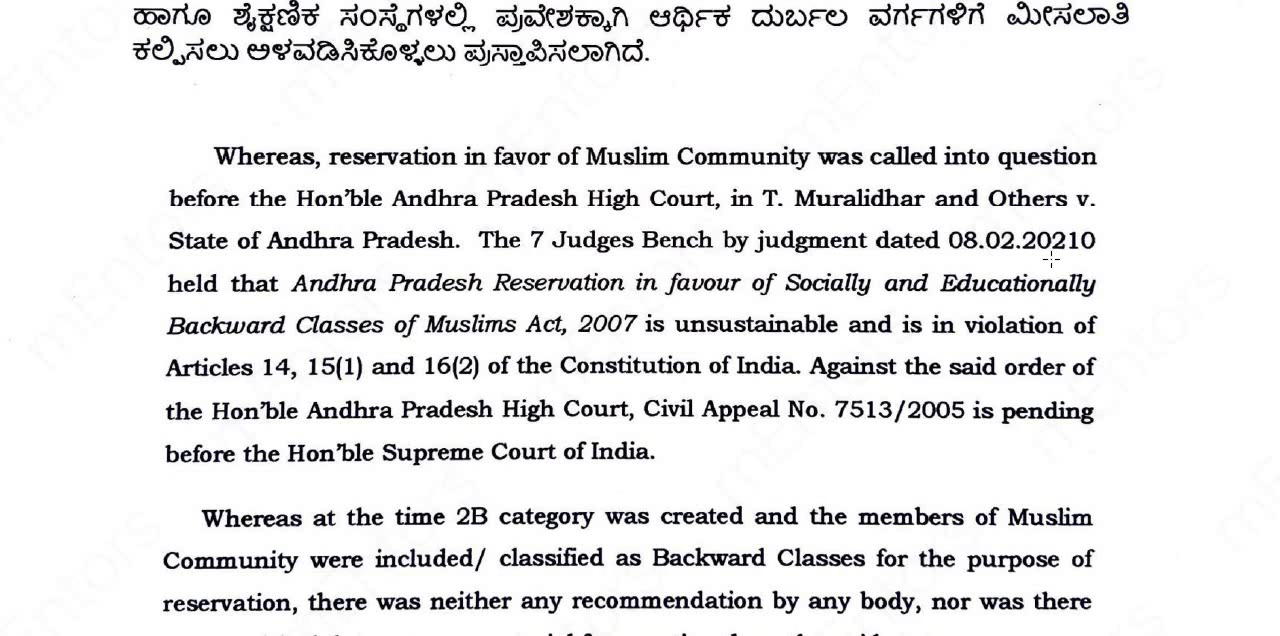 ಹಾಗೂ ಶೈಕ್ಷಣಿಕ ಸಂಸ್ಥೆಗಳಲ್ಲಿ ಪ್ರವೇಶಕ್ಕಾಗಿ ಆರ್ಥಿಕ ದುರ್ಬಲ ವರ್ಗಗಳಿಗೆ ಮೀಸಲಾತಿ
ಕಲ್ಪಿಸಲು ಅಳವಡಿಸಿಕೊಳ್ಳಲು ಪ್ರಸ್ತಾಪಿಸಲಾಗಿದೆ.
Whereas, reservation in favor of Muslim Community was called into question
before the Hon'ble Andhra Pradesh High Court, in T. Muralidhar and Others v.
State of Andhra Pradesh. The 7 Judges Bench by judgment dated 08.02.20210
held that Andhra Pradesh Reservation in favour of Socially and Educationally
Backward Classes of Muslims Act, 2007 is unsustainable and is in violation of
Articles 14, 15(1) and 16(2) of the Constitution of India. Against the said order of
the Hon'ble Andhra Pradesh High Court, Civil Appeal No. 7513/2005 is pending
before the Hon'ble Supreme Court of India.
Whereas at the time 2B category was created and the members of Muslim
Community were included/ classified as Backward Classes for the purpose of
reservation, there was neither any recommendation by any body, nor was there